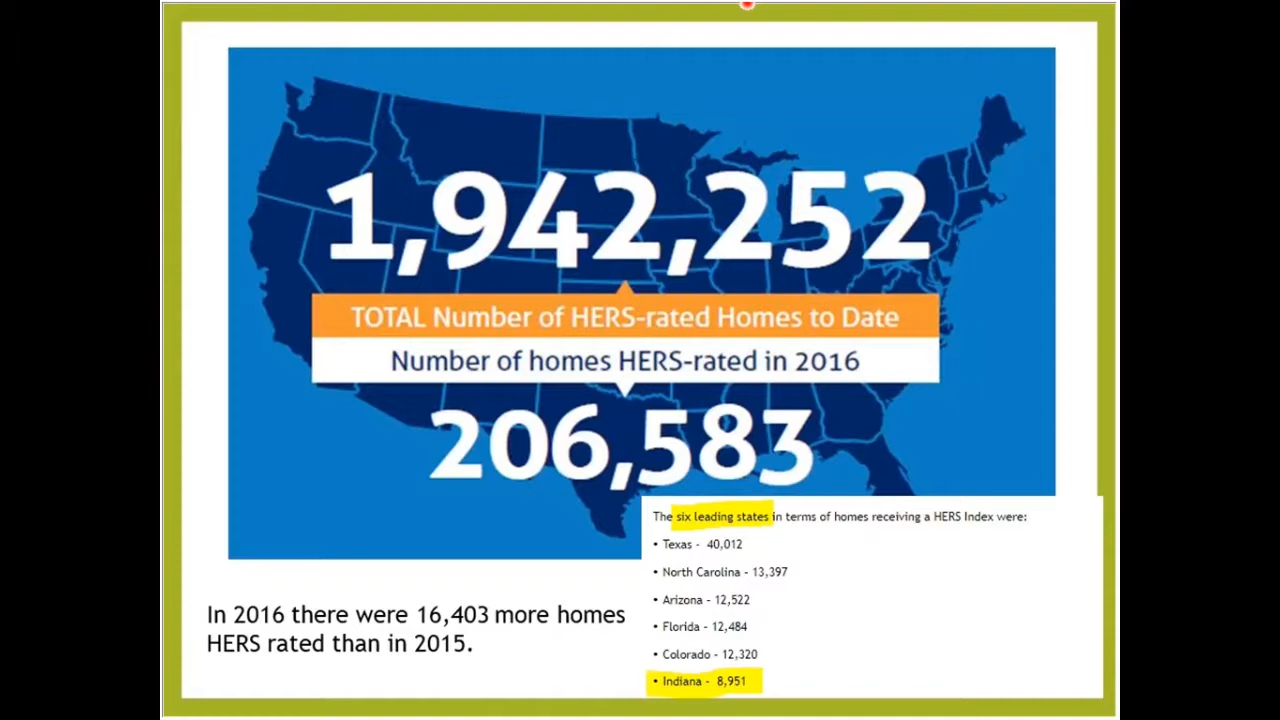 1,942,252
TOTAL Number of HERS-rated Homes to Date
Number of homes HERS-rated in 2016
206,583
The six leading states in terms of homes receiving a HERS Index were:
• Texas - 40,012
• North Carolina - 13,397
• Arizona - 12,522
• Florida - 12,484
• Colorado - 12,320
• Indiana - 8,951
In 2016 there were 16,403 more homes
HERS rated than in 2015.